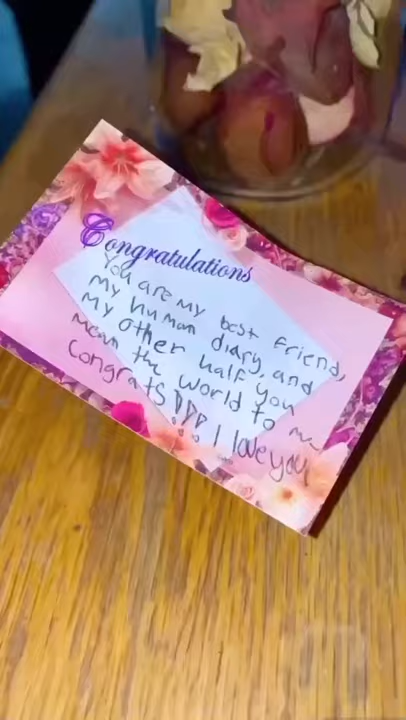 Congratulations
You are my best friend,
my human diary, and
my other half you
mean the world to me
congrats!!! I love you